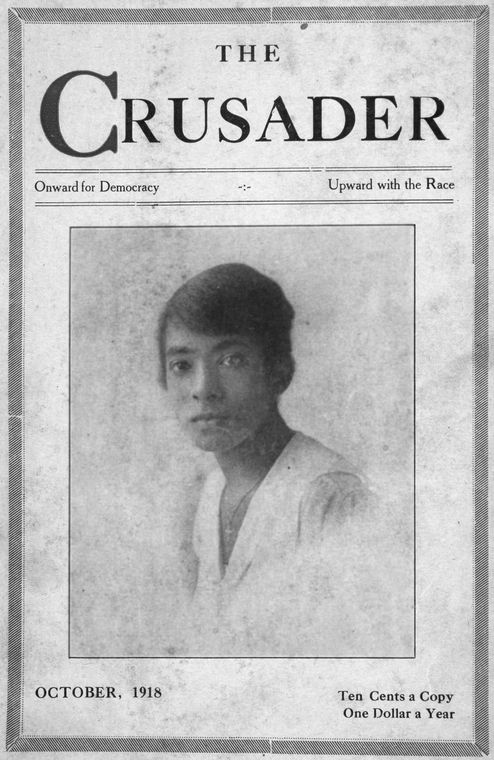 THE
CRUSADER
Onward for Democracy -:- Upward with the Race
OCTOBER, 1918
Ten Cents a Copy
One Dollar a Year